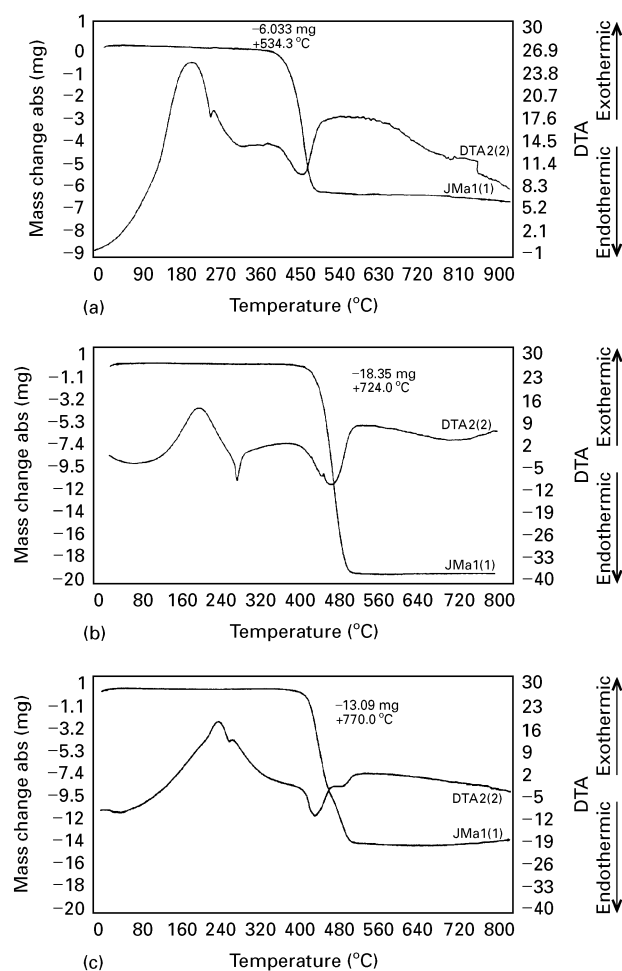 −6.033 mg
+534.3 °C
1
0
−1
−2
−3
−4
−5
−6
−7
−8
−9
Mass change abs (mg)
30
26.9
23.8
20.7
17.6
14.5
11.4
8.3
5.2
2.1
−1
DTA
Exothermic
Endothermic
DTA2(2)
JMa1(1)
0 90 180 270 360 450 540 630 720 810 900
(a) Temperature (°C)
−18.35 mg
+724.0 °C
1
−1.1
−3.2
−5.3
−7.4
−9.5
−12
−14
−16
−18
−20
Mass change abs (mg)
30
23
16
9
2
−5
−12
−19
−26
−33
−40
DTA
Exothermic
Endothermic
DTA2(2)
JMa1(1)
0 80 160 240 320 400 480 560 640 720 800
(b) Temperature (°C)
−13.09 mg
+770.0 °C
1
−1.1
−3.2
−5.3
−7.4
−9.5
−12
−14
−16
−18
−20
Mass change abs (mg)
30
23
16
9
2
−5
−12
−19
−26
−33
−40
DTA
Exothermic
Endothermic
DTA2(2)
JMa1(1)
0 80 160 240 320 400 480 560 640 720 800
(c) Temperature (°C)